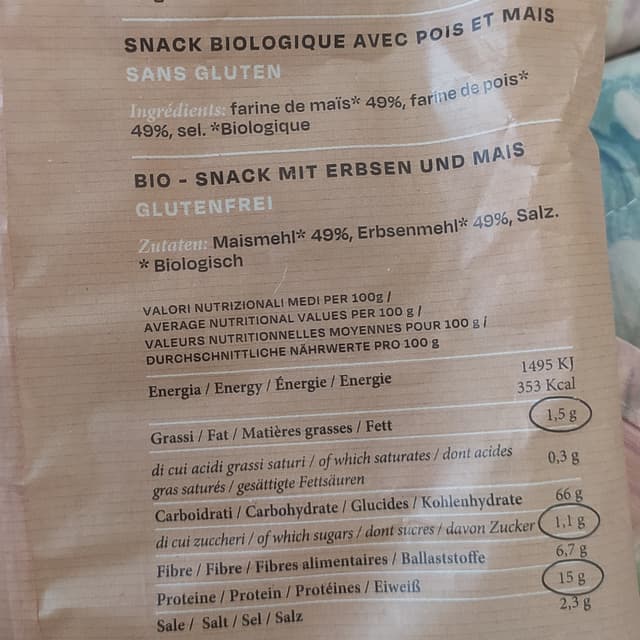 SNACK BIOLOGIQUE AVEC POIS ET MAIS
SANS GLUTEN
Ingrédients: farine de maïs* 49%, farine de pois*
49%, sel. *Biologique
BIO - SNACK MIT ERBSEN UND MAIS
GLUTENFREI
Zutaten: Maismehl* 49%, Erbsenmehl* 49%, Salz.
* Biologisch
VALORI NUTRIZIONALI MEDI PER 100g /
AVERAGE NUTRITIONAL VALUES PER 100 g /
VALEURS NUTRITIONNELLES MOYENNES POUR 100 g /
DURCHSCHNITTLICHE NÄHRWERTE PRO 100 g
Energia / Energy / Énergie / Energie 1495 KJ
353 Kcal
Grassi / Fat / Matières grasses / Fett 1,5 g
di cui acidi grassi saturi / of which saturates / dont acides
gras saturés / gesättigte Fettsäuren 0,3 g
Carboidrati / Carbohydrate / Glucides / Kohlenhydrate 66 g
di cui zuccheri / of which sugars / dont sucres / davon Zucker 1,1 g
Fibre / Fibre / Fibres alimentaires / Ballaststoffe 6,7 g
Proteine / Protein / Protéines / Eiweiß 15 g
Sale / Salt / Sel / Salz 2,3 g